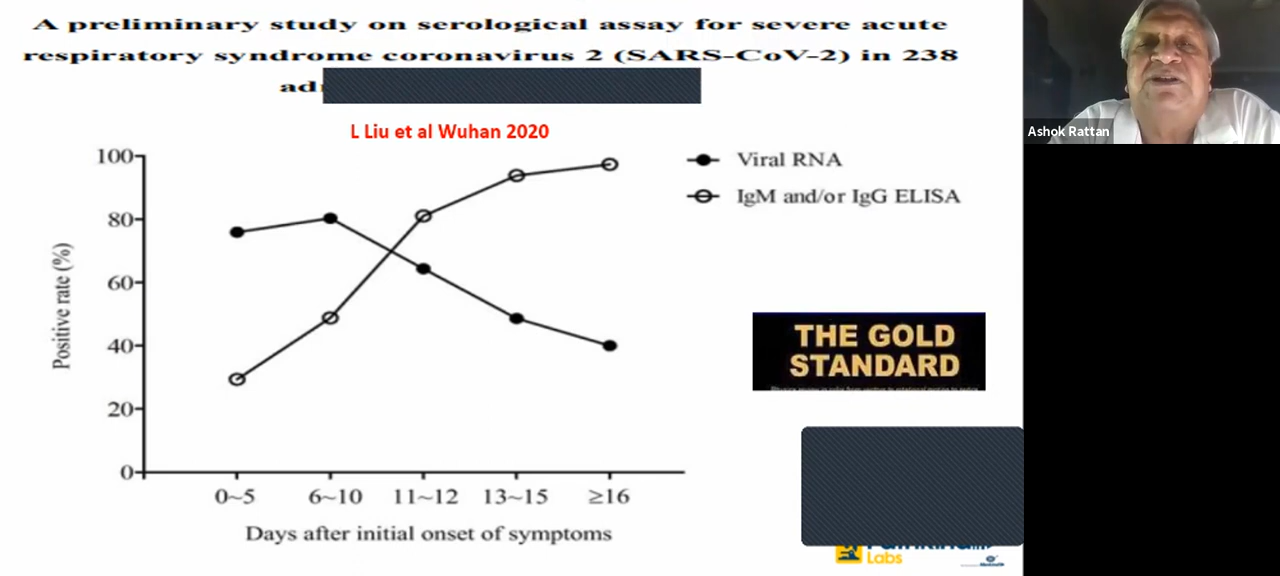 A preliminary study on serological assay for severe acute
respiratory syndrome coronavirus 2 (SARS-CoV-2) in 238
L Liu et al Wuhan 2020
Viral RNA
IgM and/or IgG ELISA
Positive rate (%)
100
80
60
40
20
0
0~5 6~10 11~12 13~15 ≥16
Days after initial onset of symptoms
THE GOLD
STANDARD
Labs
Ashok Rattan